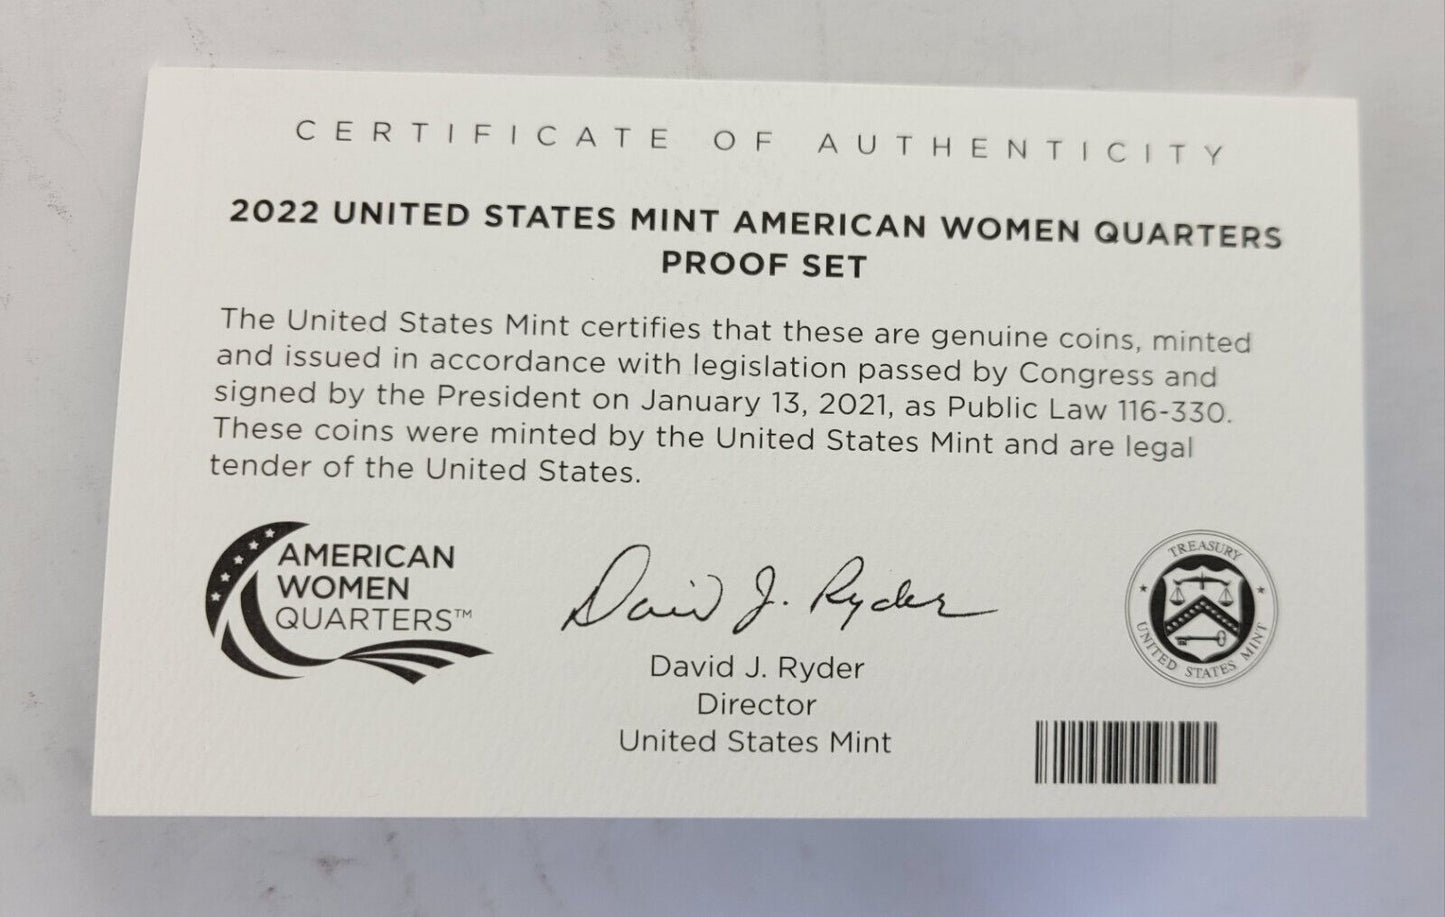 CERTIFICATE OF AUTHENTICITY
2022 UNITED STATES MINT AMERICAN WOMEN QUARTERS
PROOF SET
The United States Mint certifies that these are genuine coins, minted
and issued in accordance with legislation passed by Congress and
signed by the President on January 13, 2021, as Public Law 116-330.
These coins were minted by the United States Mint and are legal
tender of the United States.
AMERICAN
WOMEN
QUARTERS™
David J. Ryder
David J. Ryder
Director
United States Mint
TREASURY
UNITED STATES MINT